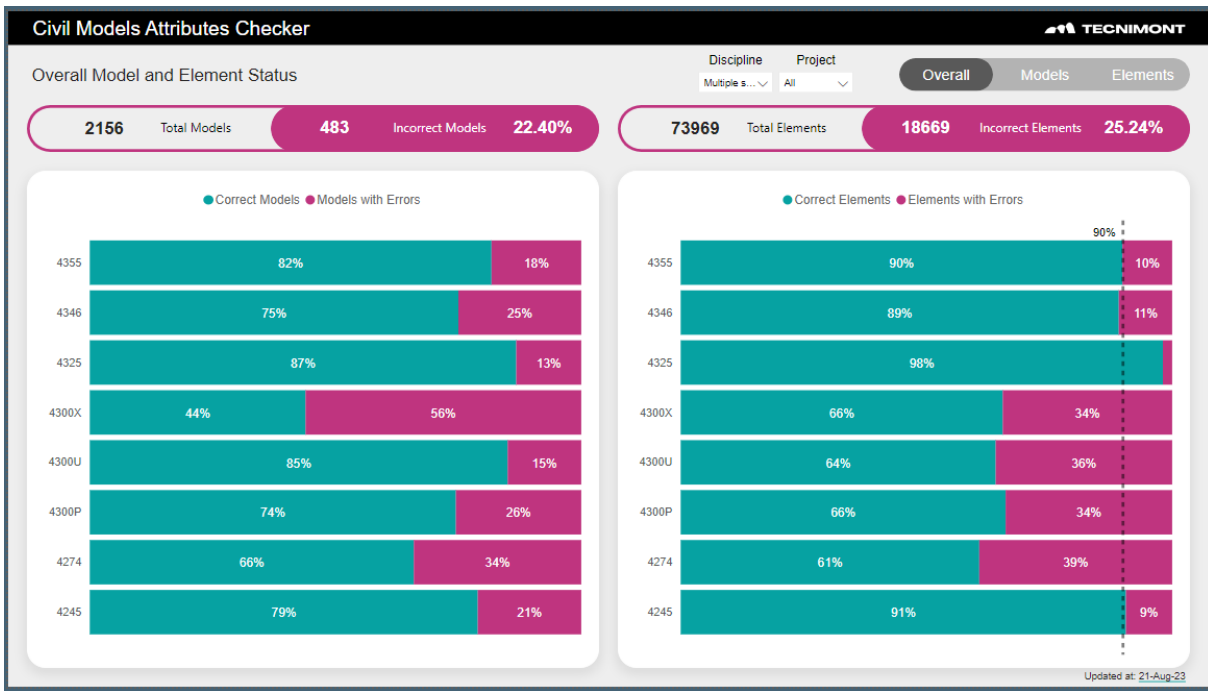 Civil Models Attributes Checker
TECNIMONT
Overall Model and Element Status
Discipline
Project
Multiple s...
All
Overall
Models
Elements
2156 Total Models 483 Incorrect Models 22.40%
73969 Total Elements 18669 Incorrect Elements 25.24%
Correct Models Models with Errors
4355 82% 18%
4346 75% 25%
4325 87% 13%
4300X 44% 56%
4300U 85% 15%
4300P 74% 26%
4274 66% 34%
4245 79% 21%
Correct Elements Elements with Errors
90%
4355 90% 10%
4346 89% 11%
4325 98%
4300X 66% 34%
4300U 64% 36%
4300P 66% 34%
4274 61% 39%
4245 91% 9%
Updated at: 21-Aug-23